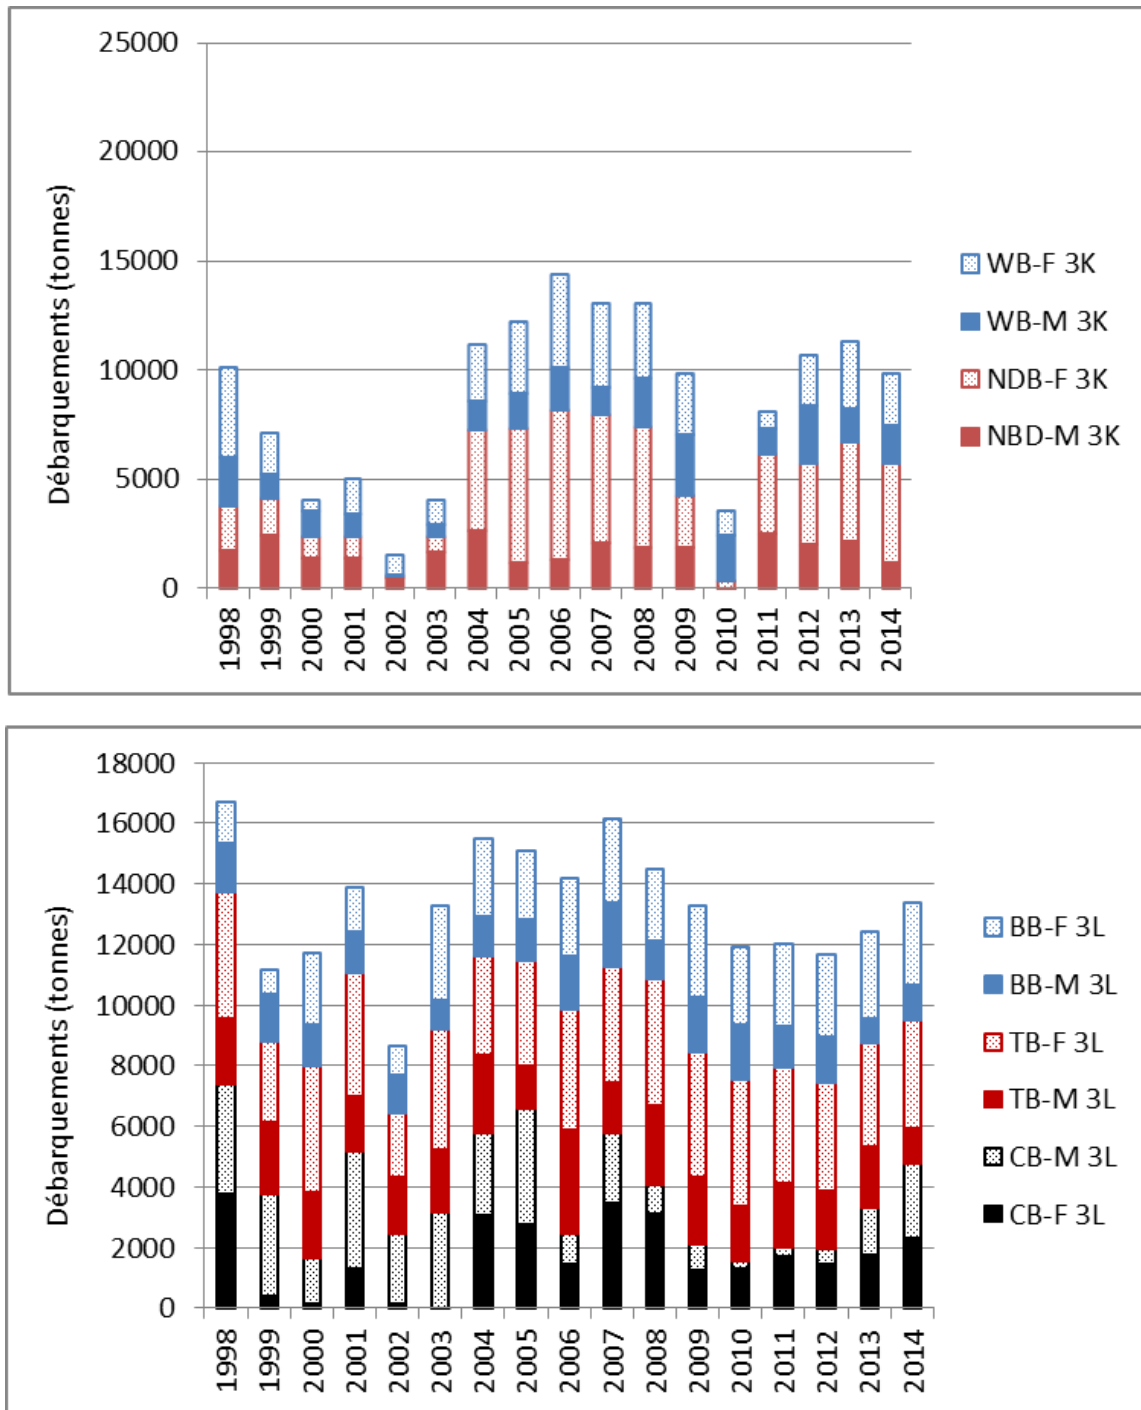 25000
20000
15000
10000
5000
0
Débarquements (tonnes)
1998 1999 2000 2001 2002 2003 2004 2005 2006 2007 2008 2009 2010 2011 2012 2013 2014
WB-F 3K
WB-M 3K
NDB-F 3K
NBD-M 3K
18000
16000
14000
12000
10000
8000
6000
4000
2000
0
Débarquements (tonnes)
1998 1999 2000 2001 2002 2003 2004 2005 2006 2007 2008 2009 2010 2011 2012 2013 2014
BB-F 3L
BB-M 3L
TB-F 3L
TB-M 3L
CB-M 3L
CB-F 3L